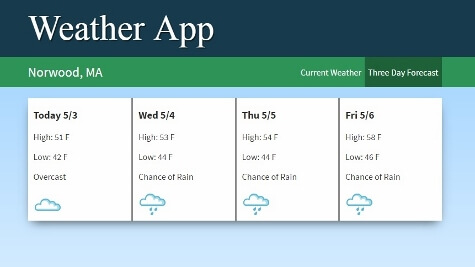 Weather App
Norwood, MA
Current Weather
Three Day Forecast
Today 5/3
High: 51 F
Low: 42 F
Overcast
Wed 5/4
High: 53 F
Low: 44 F
Chance of Rain
Thu 5/5
High: 54 F
Low: 44 F
Chance of Rain
Fri 5/6
High: 58 F
Low: 46 F
Chance of Rain